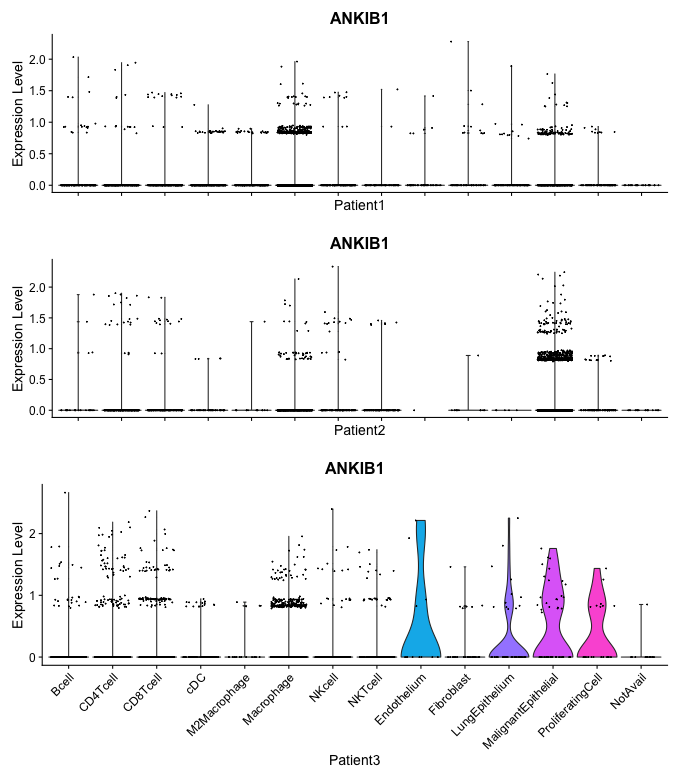 ANKIB1
Expression Level
2.0
1.5
1.0
0.5
0.0
Patient1
ANKIB1
Expression Level
2.0
1.5
1.0
0.5
0.0
Patient2
ANKIB1
Expression Level
2
1
0
Bcell
CD4Tcell
CD8Tcell
cDC
M2Macrophage
Macrophage
NKcell
NKTcell
Endothelium
Fibroblast
LungEpithelium
MalignantEpithelial
ProliferatingCell
NotAvail
Patient3